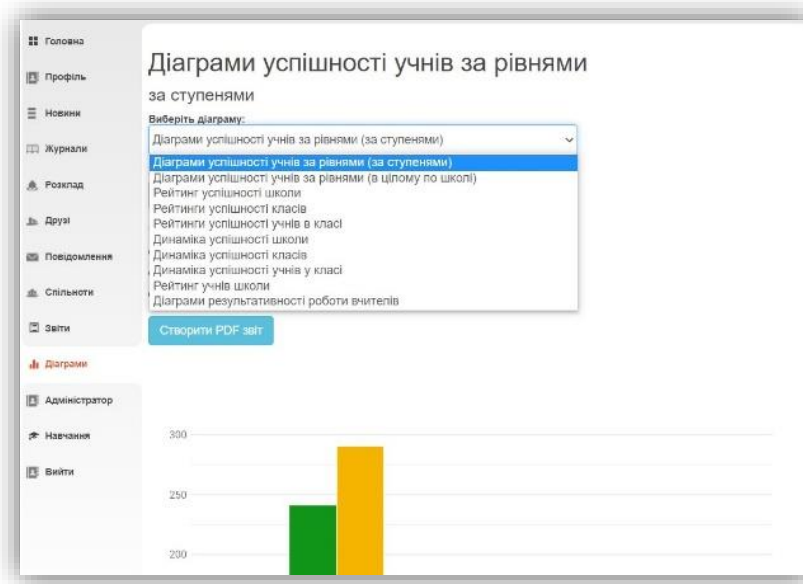 Головна
Профіль
Новини
Журнали
Розклад
Друзі
Повідомлення
Спільноти
Звіти
Діаграми
Адміністратор
Навчання
Вийти
Діаграми успішності учнів за рівнями
за ступенями
Виберіть діаграму:
Діаграми успішності учнів за рівнями (за ступенями)
Діаграми успішності учнів за рівнями (за ступенями)
Діаграми успішності учнів за рівнями (в цілому по школі)
Рейтинг успішності школи
Рейтинги успішності класів
Рейтинги успішності учнів в класі
Динаміка успішності школи
Динаміка успішності класів
Динаміка успішності учнів у класі
Рейтинг учнів школи
Діаграми результативності роботи вчителів
Створити PDF звіт
300
250
200